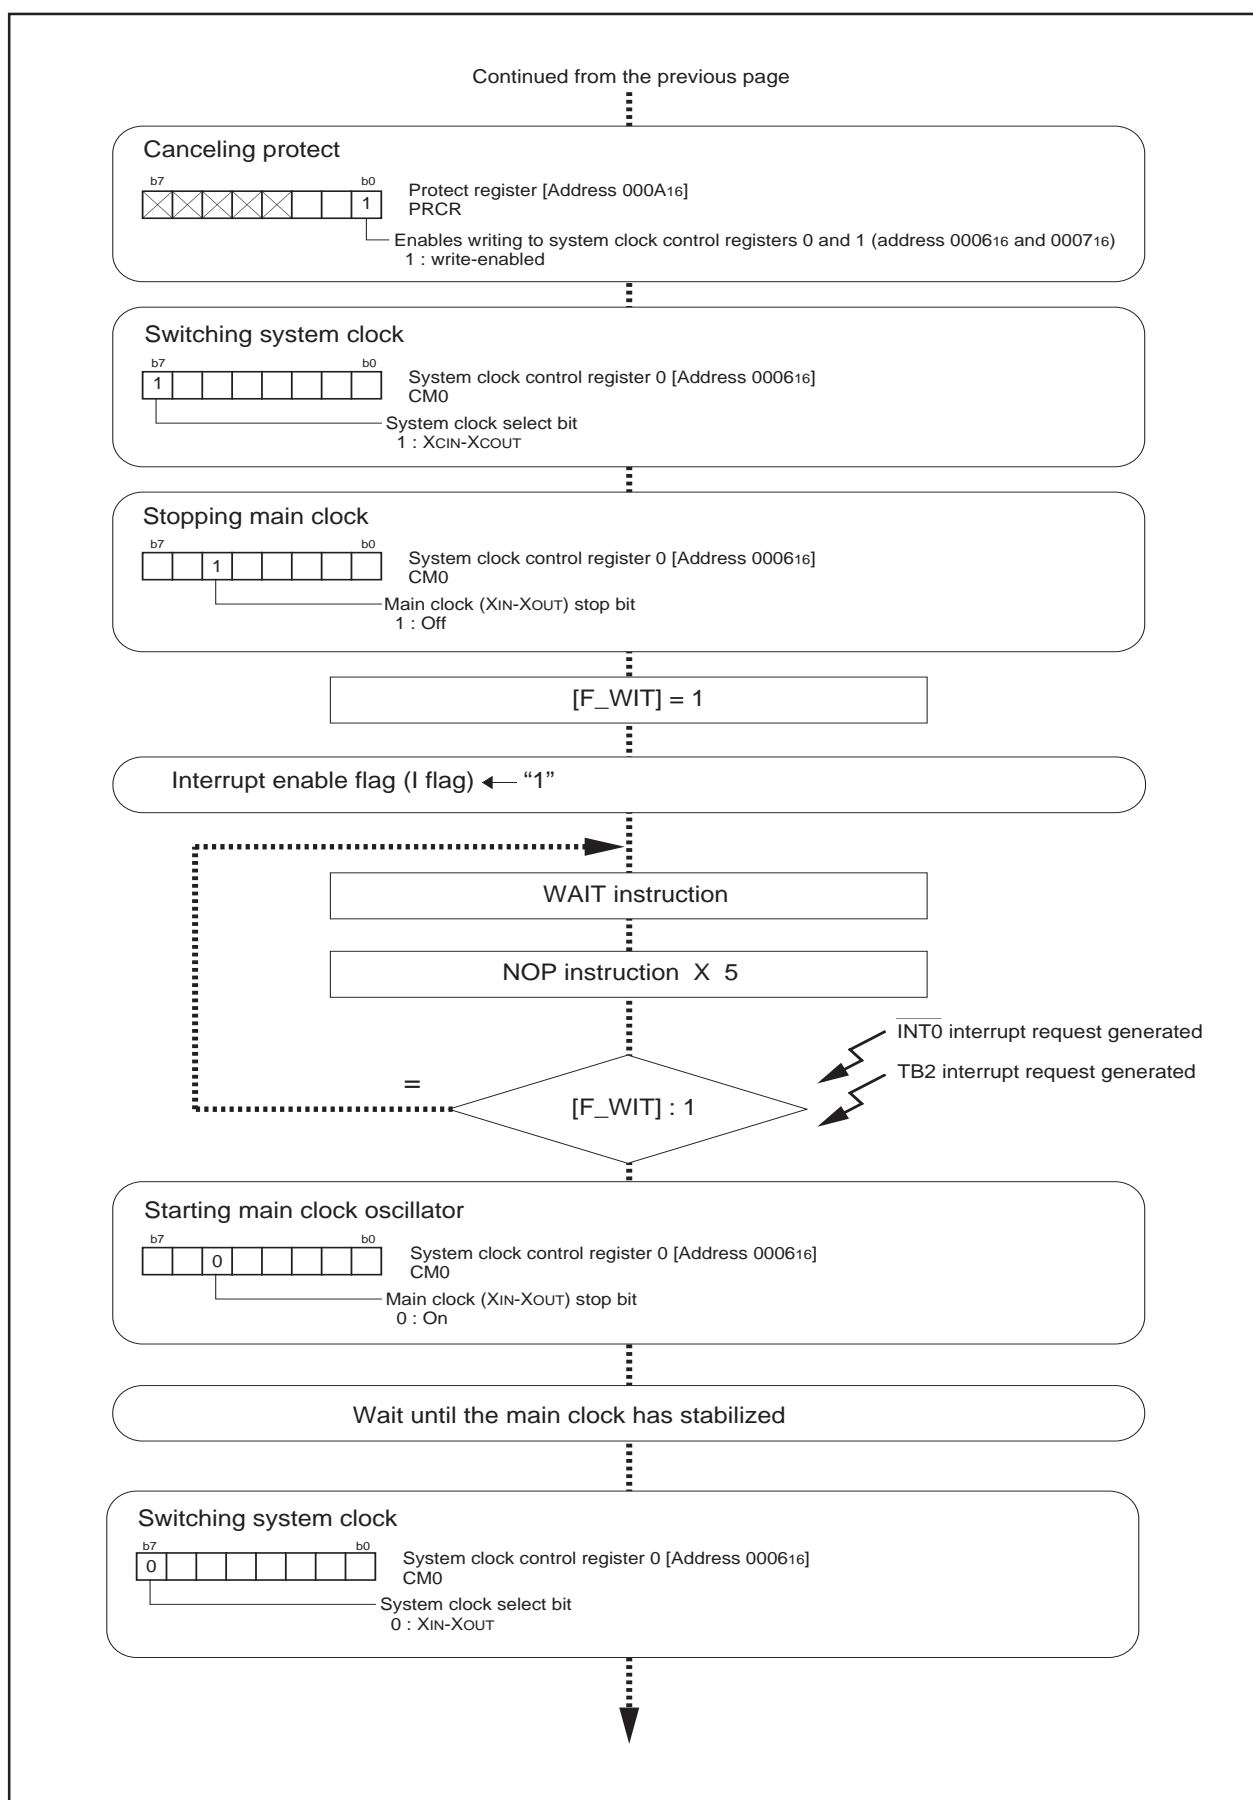 Continued from the previous page
Canceling protect
b7 b0
1
Protect register [Address 000A16]
PRCR
Enables writing to system clock control registers 0 and 1 (address 000616 and 000716)
1 : write-enabled
Switching system clock
b7 b0
1
System clock control register 0 [Address 000616]
CM0
System clock select bit
1 : XCIN-XCOUT
Stopping main clock
b7 b0
1
System clock control register 0 [Address 000616]
CM0
Main clock (XIN-XOUT) stop bit
1 : Off
[F_WIT] = 1
Interrupt enable flag (I flag) ← “1”
WAIT instruction
NOP instruction X 5
INT0 interrupt request generated
TB2 interrupt request generated
=
[F_WIT] : 1
Starting main clock oscillator
b7 b0
0
System clock control register 0 [Address 000616]
CM0
Main clock (XIN-XOUT) stop bit
0 : On
Wait until the main clock has stabilized
Switching system clock
b7 b0
0
System clock control register 0 [Address 000616]
CM0
System clock select bit
0 : XIN-XOUT